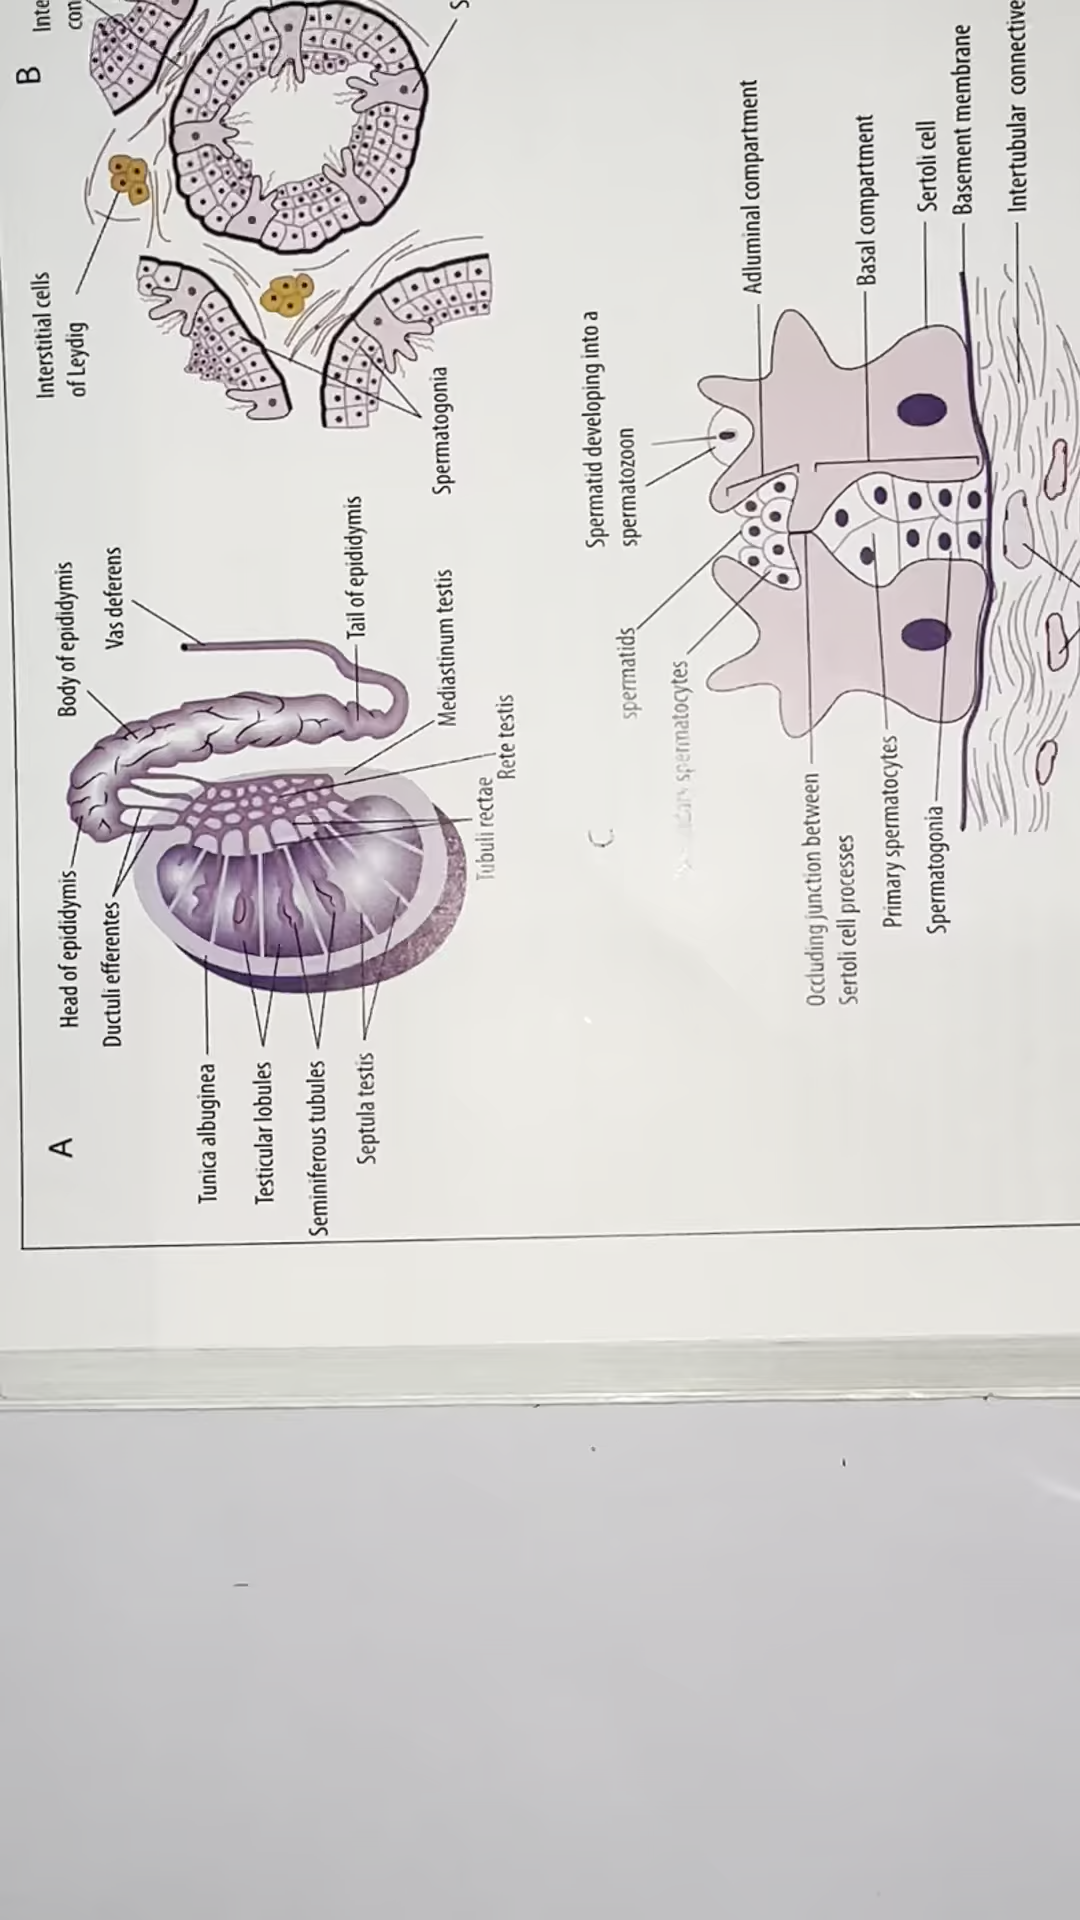 A
Head of epididymis
Ductuli efferentes
Body of epididymis
Vas deferens
Tunica albuginea
Testicular lobules
Seminiferous tubules
Septula testis
Tail of epididymis
Mediastinum testis
Rete testis
Tubuli rectae
B
Interstitial cells
of Leydig
Spermatogonia
C
Spermatid developing into a
spermatozoon
spermatids
spermatocytes
Adluminal compartment
Basal compartment
Sertoli cell
Basement membrane
Intertubular connective
Occluding junction between
Sertoli cell processes
Primary spermatocytes
Spermatogonia